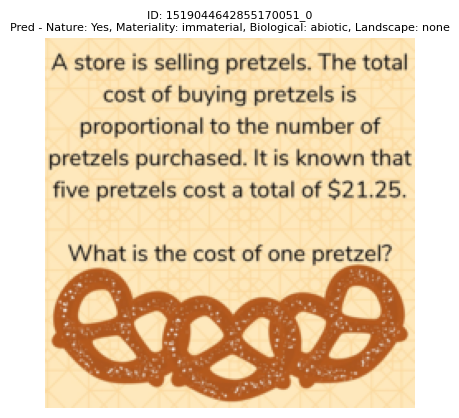 ID: 1519044642855170051_0
Pred - Nature: Yes, Materiality: immaterial, Biological: abiotic, Landscape: none
A store is selling pretzels. The total
cost of buying pretzels is
proportional to the number of
pretzels purchased. It is known that
five pretzels cost a total of $21.25.
What is the cost of one pretzel?